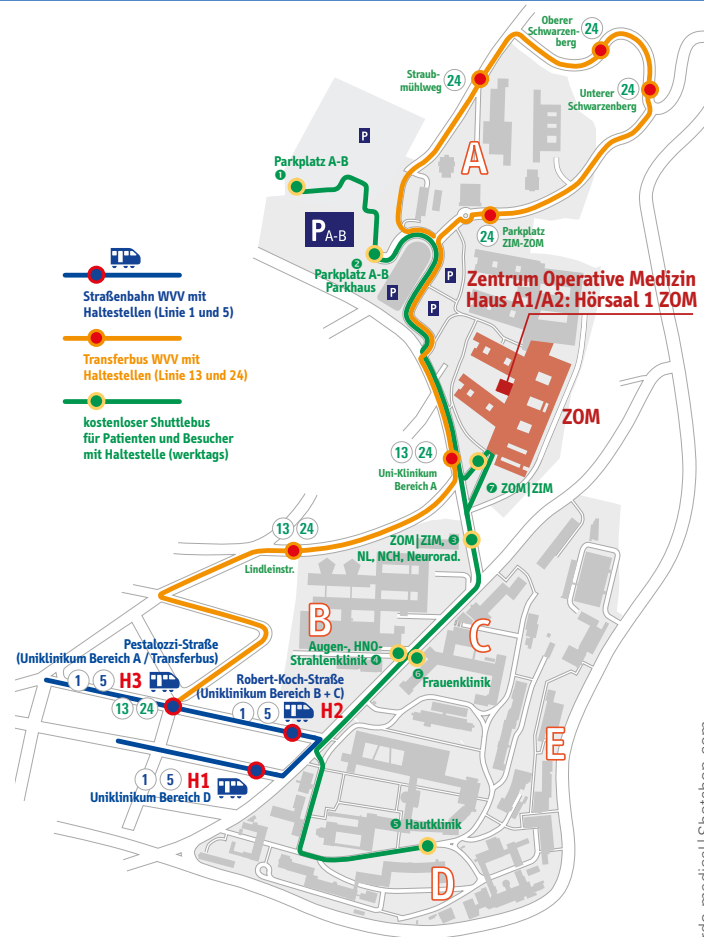 Oberer
Schwarzen-
berg
24
Straub-
mühlweg
24
Unterer
Schwarzenberg
24
A
P
Parkplatz A-B
1
P A-B
24
Parkplatz
ZIM-ZOM
2
Parkplatz A-B
Parkhaus
P
P
P
Zentrum Operative Medizin
Haus A1/A2: Hörsaal 1 ZOM
Straßenbahn WVV mit
Haltestellen (Linie 1 und 5)
Transferbus WVV mit
Haltestellen (Linie 13 und 24)
kostenloser Shuttlebus
für Patienten und Besucher
mit Haltestelle (werktags)
ZOM
13 24
Uni-Klinikum
Bereich A
7 ZOM|ZIM
13 24
Lindleinstr.
ZOM|ZIM, 3
NL, NCH, Neurorad.
B
C
Augen-, HNO-
Strahlenklinik 4
6
Frauenklinik
Pestalozzi-Straße
(Uniklinikum Bereich A / Transferbus)
1 5 H3
13 24
Robert-Koch-Straße
(Uniklinikum Bereich B + C)
1 5 H2
E
1 5 H1
Uniklinikum Bereich D
5 Hautklinik
D